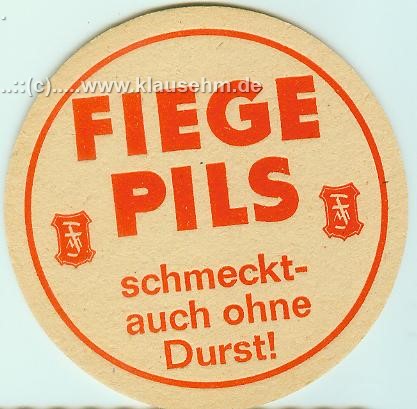 ..::(c).....www.klausehm.de
FIEGE
PILS
schmeckt-
auch ohne
Durst!